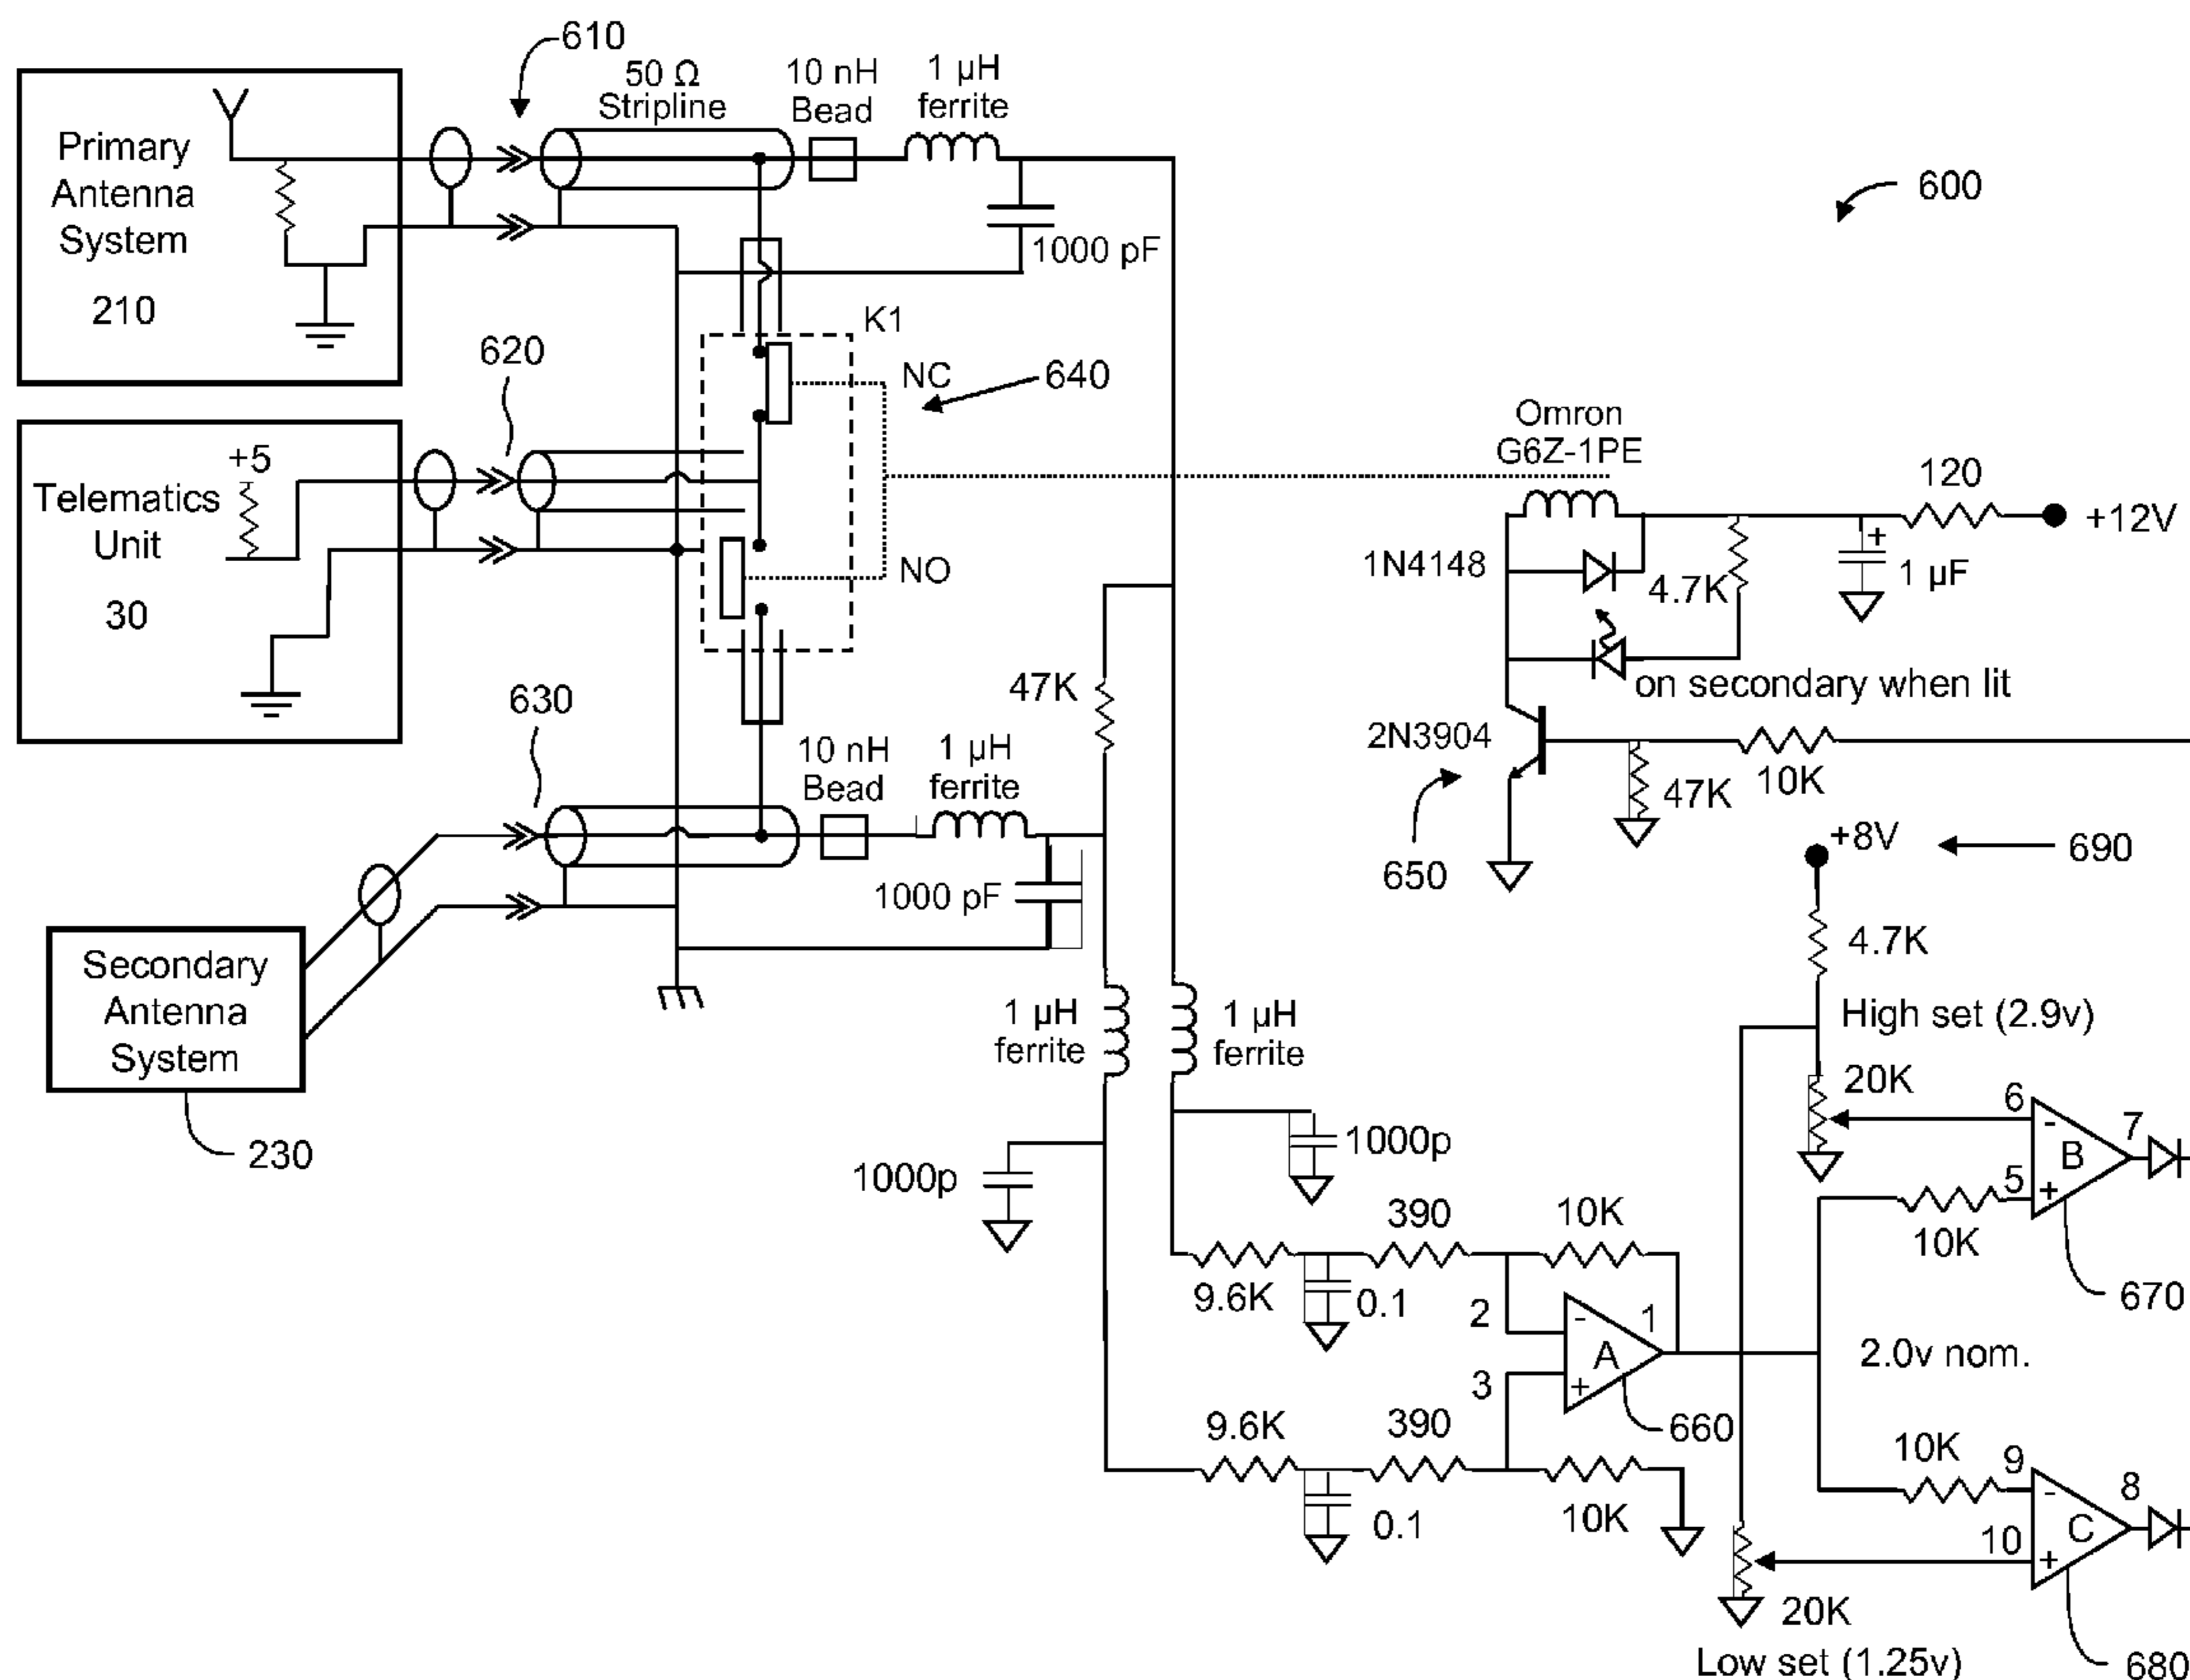 610
50 Ω
Stripline
10 nH
Bead
1 µH
ferrite
Primary
Antenna
System
210
1000 pF
600
K1
620
NC
640
Telematics
Unit
30
+5
NO
Omron
G6Z-1PE
120
+12V
1N4148
4.7K
+
1 µF
on secondary when lit
47K
2N3904
10K
47K
650
630
10 nH
Bead
1 µH
ferrite
1000 pF
+8V
690
4.7K
Secondary
Antenna
System
230
1 µH
ferrite
1 µH
ferrite
High set (2.9v)
20K
6
-
7
B
5
+
10K
670
1000p
1000p
390
10K
9.6K
0.1
2
-
1
A
3
+
660
2.0v nom.
9.6K
390
0.1
10K
10K
9
-
8
C
10
+
20K
Low set (1.25v)
680